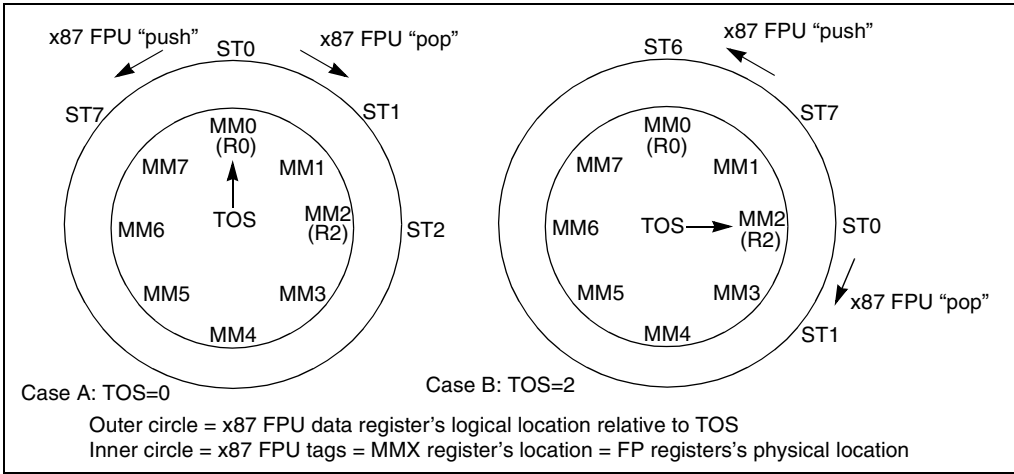 x87 FPU “push”
x87 FPU “pop”
ST0
ST7
ST1
MM0
(R0)
MM7
MM1
TOS
MM6
MM2
(R2)
ST2
MM5
MM3
MM4
Case A: TOS=0
x87 FPU “push”
ST6
ST7
MM0
(R0)
MM7
MM1
MM6
TOS
MM2
(R2)
ST0
MM5
MM3
x87 FPU “pop”
MM4
ST1
Case B: TOS=2
Outer circle = x87 FPU data register’s logical location relative to TOS
Inner circle = x87 FPU tags = MMX register’s location = FP registers’s physical location